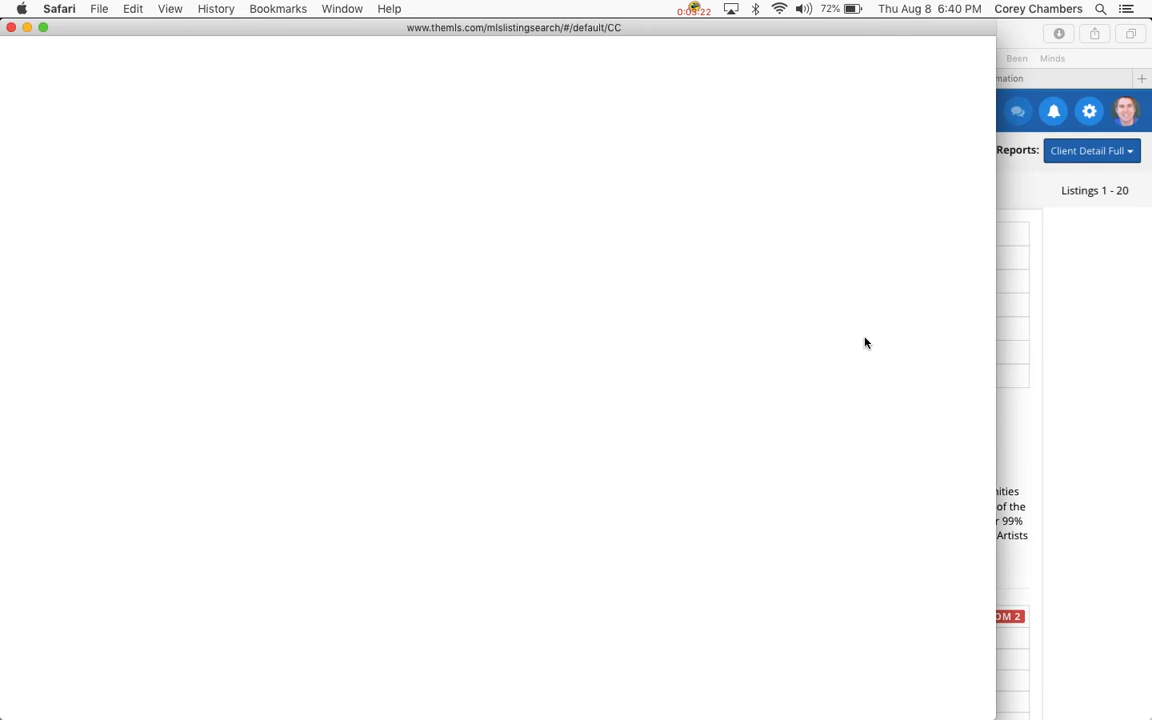 Safari File Edit View History Bookmarks Window Help 0:03:22 72% Thu Aug 8 6:40 PM Corey Chambers
www.themls.com/mlslistingsearch/#/default/CC
Been Minds
mation +
Reports: Client Detail Full
Listings 1 - 20
nities
of the
r 99%
Artists
OM 2